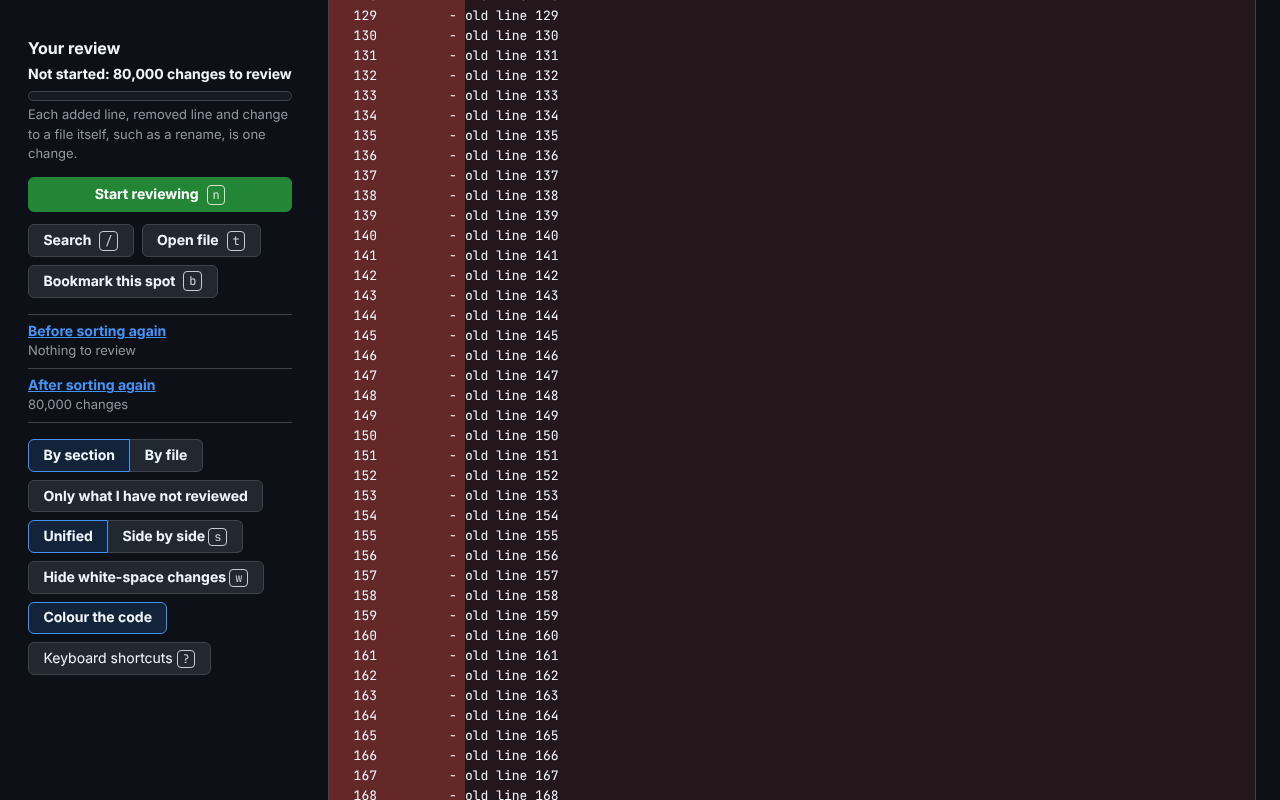 Your review
Not started: 80,000 changes to review
Each added line, removed line and change
to a file itself, such as a rename, is one
change.
Start reviewing n
Search / Open file t
Bookmark this spot b
Before sorting again
Nothing to review
After sorting again
80,000 changes
By section By file
Only what I have not reviewed
Unified Side by side s
Hide white-space changes w
Colour the code
Keyboard shortcuts ?
129 - old line 129
130 - old line 130
131 - old line 131
132 - old line 132
133 - old line 133
134 - old line 134
135 - old line 135
136 - old line 136
137 - old line 137
138 - old line 138
139 - old line 139
140 - old line 140
141 - old line 141
142 - old line 142
143 - old line 143
144 - old line 144
145 - old line 145
146 - old line 146
147 - old line 147
148 - old line 148
149 - old line 149
150 - old line 150
151 - old line 151
152 - old line 152
153 - old line 153
154 - old line 154
155 - old line 155
156 - old line 156
157 - old line 157
158 - old line 158
159 - old line 159
160 - old line 160
161 - old line 161
162 - old line 162
163 - old line 163
164 - old line 164
165 - old line 165
166 - old line 166
167 - old line 167
168 - old line 168